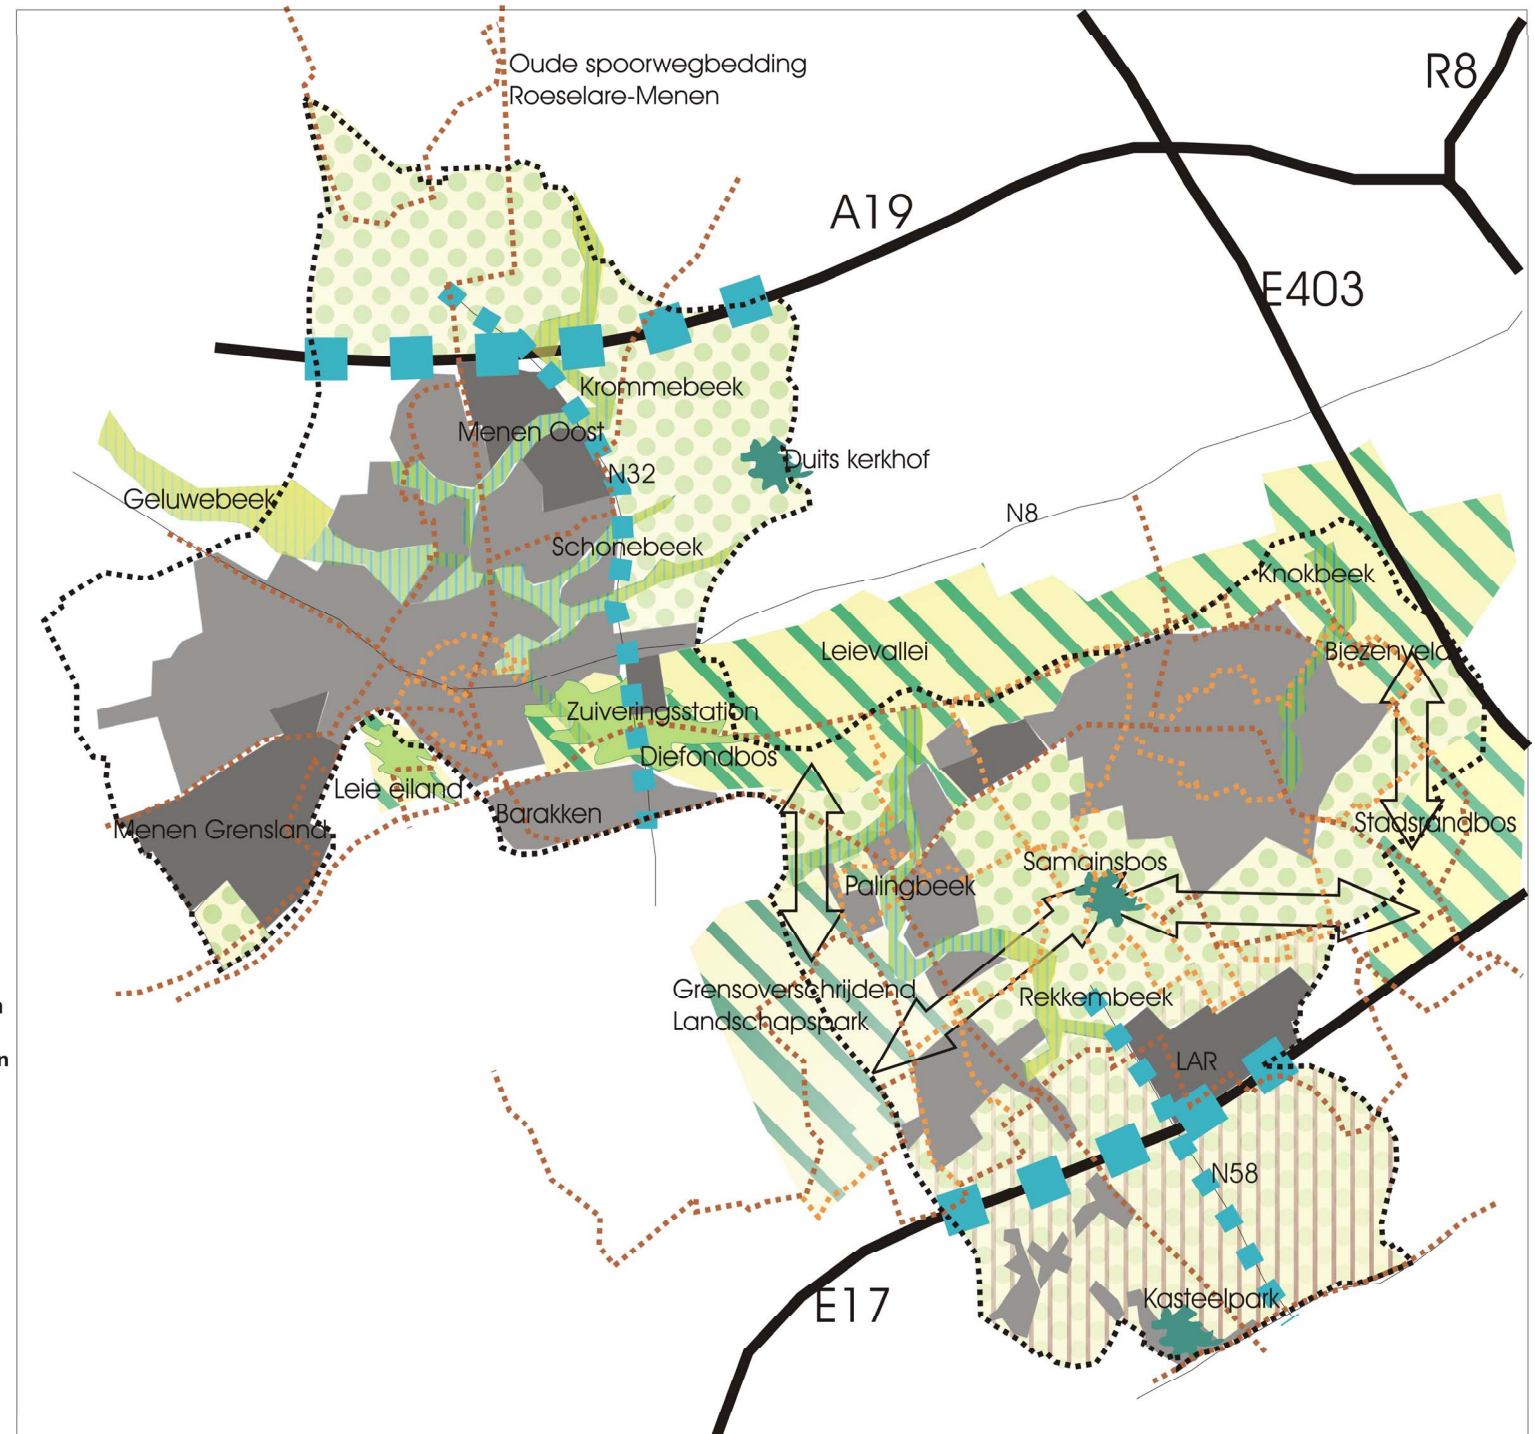 Oude spoorwegbedding
Roeselare-Menen
R8
A19
E403
Krommebeek
Menen Oost
Duits kerkhof
N32
Geluwebeek
N8
Schonebeek
Knokbeek
Leievallei
Biezenveld
Zuiveringsstation
Diefondbos
Leie eiland
Barakken
Menen Grensland
Stadsrandbos
Samainsbos
Palingbeek
Grensoverschrijdend
Landschapspark
Rekkembeek
LAR
N58
Kasteelpark
E17
n